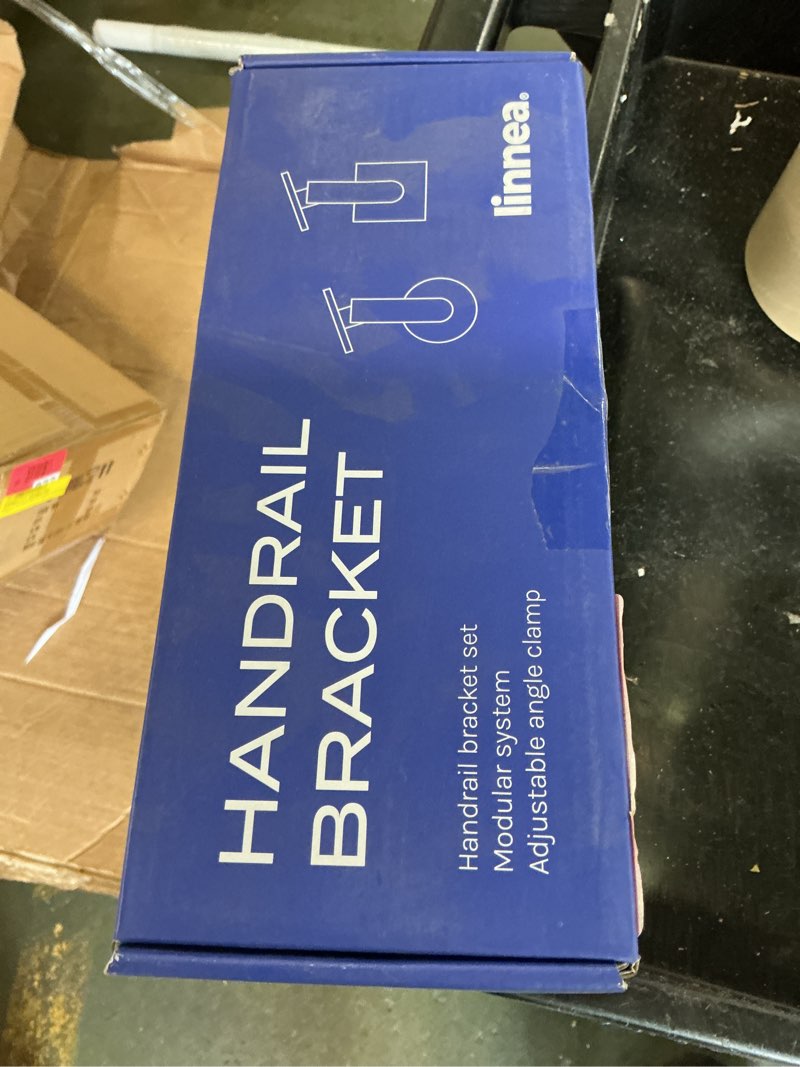 linnea.®
HANDRAIL
BRACKET
Handrail bracket set
Modular system
Adjustable angle clamp